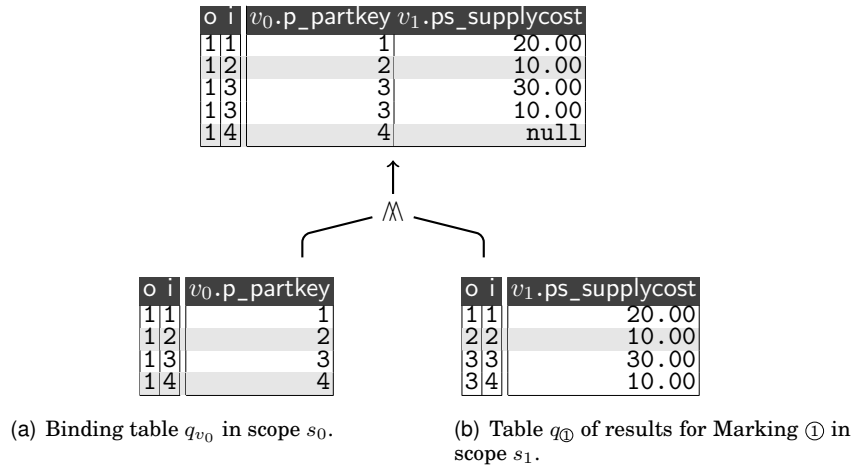 o i v₀.p_partkey v₁.ps_supplycost
1 1 1 20.00
1 2 2 10.00
1 3 3 30.00
1 3 3 10.00
1 4 4 null
o i v₀.p_partkey
1 1 1
1 2 2
1 3 3
1 4 4
o i v₁.ps_supplycost
1 1 20.00
2 2 10.00
3 3 30.00
3 4 10.00
(a) Binding table q_{v₀} in scope s₀.
(b) Table q_① of results for Marking ① in
scope s₁.